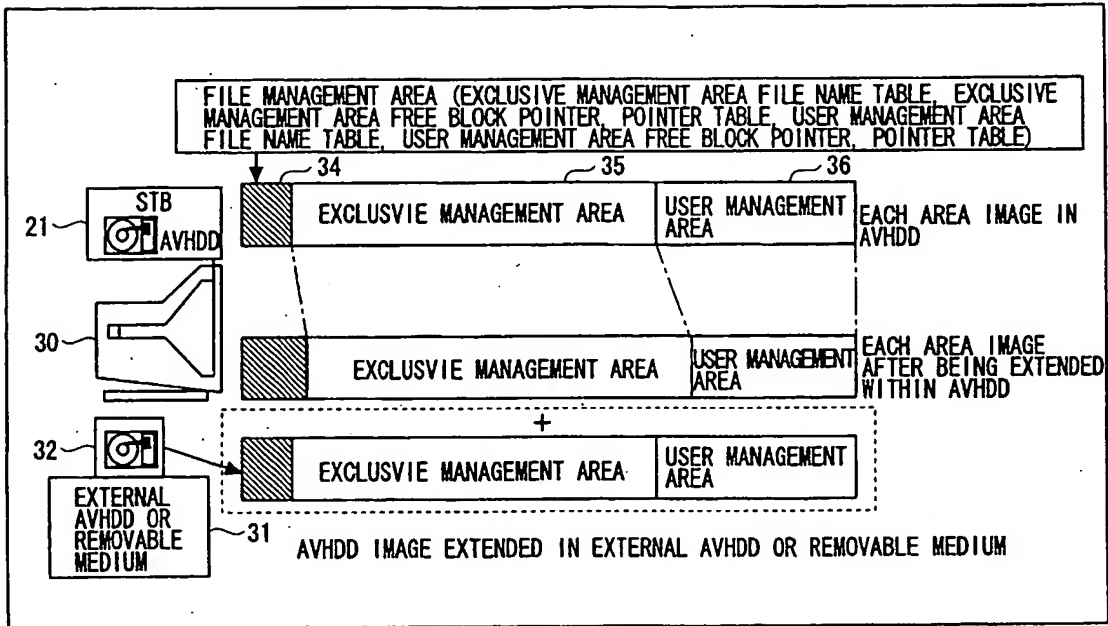 FILE MANAGEMENT AREA (EXCLUSIVE MANAGEMENT AREA FILE NAME TABLE, EXCLUSIVE
MANAGEMENT AREA FREE BLOCK POINTER, POINTER TABLE, USER MANAGEMENT AREA
FILE NAME TABLE, USER MANAGEMENT AREA FREE BLOCK POINTER, POINTER TABLE)
34
35
36
21
STB
AVHDD
EXCLUSVIE MANAGEMENT AREA
USER MANAGEMENT
AREA
EACH AREA IMAGE IN
AVHDD
30
EXCLUSVIE MANAGEMENT AREA
USER MANAGEMENT
AREA
EACH AREA IMAGE
AFTER BEING EXTENDED
WITHIN AVHDD
+
32
EXCLUSVIE MANAGEMENT AREA
USER MANAGEMENT
AREA
EXTERNAL
AVHDD OR
REMOVABLE
MEDIUM
31
AVHDD IMAGE EXTENDED IN EXTERNAL AVHDD OR REMOVABLE MEDIUM